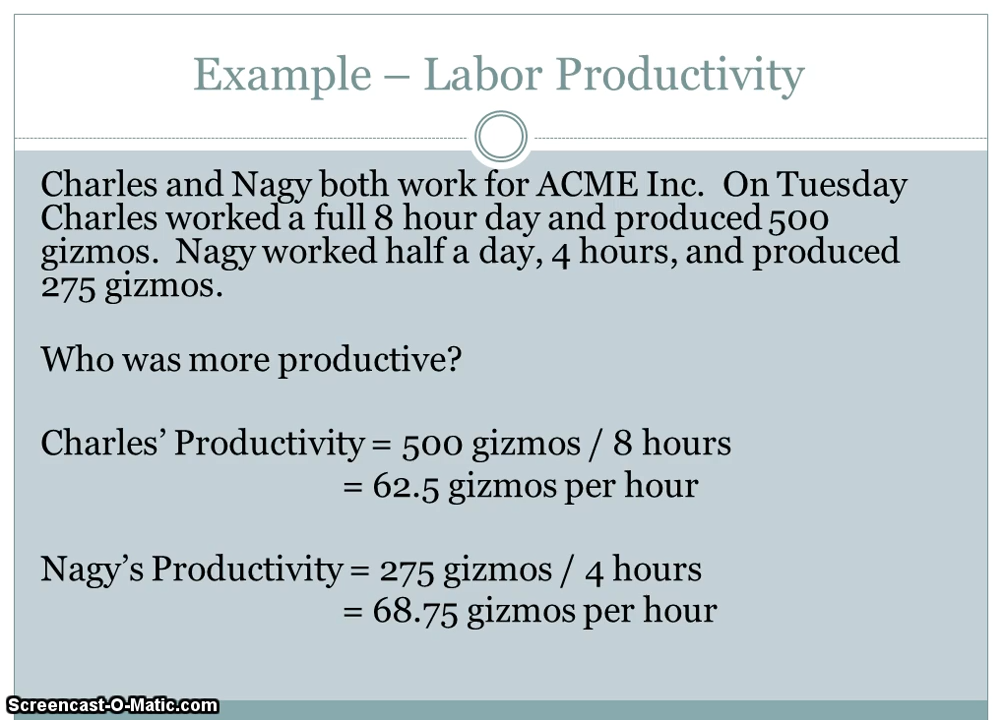 Example – Labor Productivity
Charles and Nagy both work for ACME Inc.  On Tuesday
Charles worked a full 8 hour day and produced 500
gizmos.  Nagy worked half a day, 4 hours, and produced
275 gizmos.
Who was more productive?
Charles’ Productivity = 500 gizmos / 8 hours
= 62.5 gizmos per hour
Nagy’s Productivity = 275 gizmos / 4 hours
= 68.75 gizmos per hour
Screencast-O-Matic.com